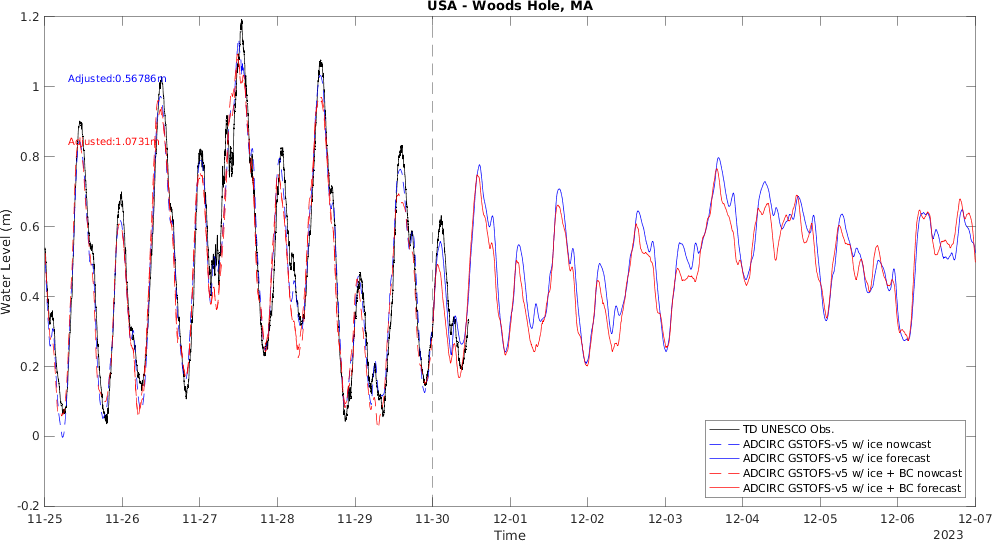 USA - Woods Hole, MA
Water Level (m)
1.2
1
0.8
0.6
0.4
0.2
0
-0.2
Adjusted:0.56786m
Adjusted:1.0731m
TD UNESCO Obs.
ADCIRC GSTOFS-v5 w/ ice nowcast
ADCIRC GSTOFS-v5 w/ ice forecast
ADCIRC GSTOFS-v5 w/ ice + BC nowcast
ADCIRC GSTOFS-v5 w/ ice + BC forecast
11-25 11-26 11-27 11-28 11-29 11-30 12-01 12-02 12-03 12-04 12-05 12-06 12-07
Time
2023